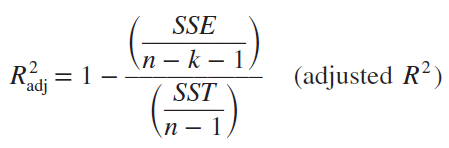 R²adj = 1 − (SSE / (n − k − 1)) / (SST / (n − 1)) (adjusted R²)